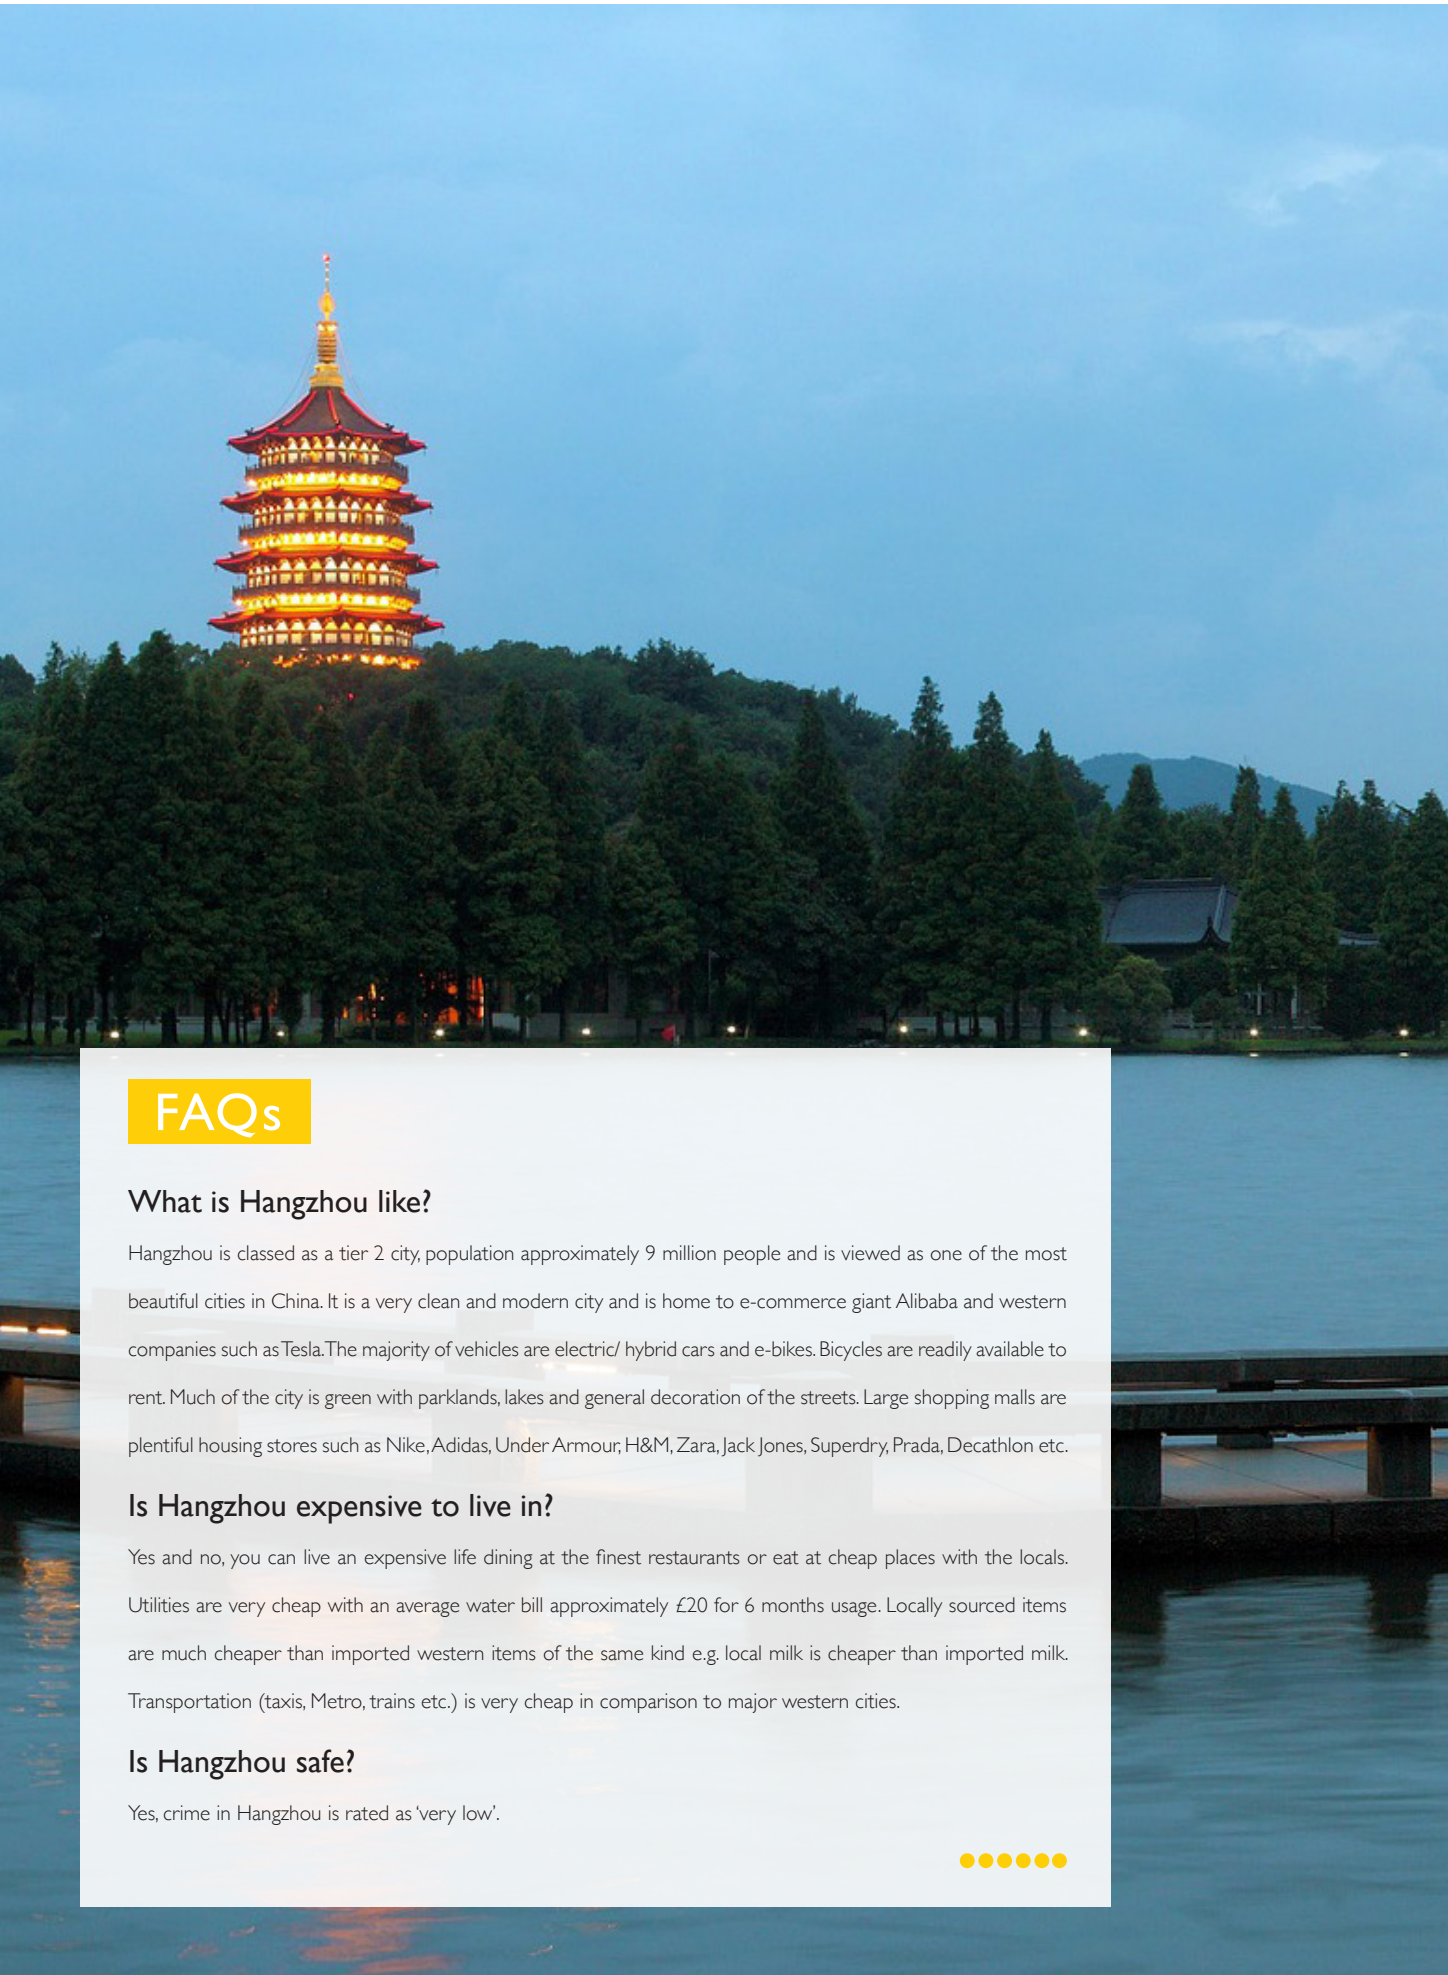 FAQs
What is Hangzhou like?
Hangzhou is classed as a tier 2 city, population approximately 9 million people and is viewed as one of the most
beautiful cities in China. It is a very clean and modern city and is home to e-commerce giant Alibaba and western
companies such as Tesla.The majority of vehicles are electric/ hybrid cars and e-bikes. Bicycles are readily available to
rent. Much of the city is green with parklands, lakes and general decoration of the streets. Large shopping malls are
plentiful housing stores such as Nike, Adidas, Under Armour, H&M, Zara, Jack Jones, Superdry, Prada, Decathlon etc.
Is Hangzhou expensive to live in?
Yes and no, you can live an expensive life dining at the finest restaurants or eat at cheap places with the locals.
Utilities are very cheap with an average water bill approximately £20 for 6 months usage. Locally sourced items
are much cheaper than imported western items of the same kind e.g. local milk is cheaper than imported milk.
Transportation (taxis, Metro, trains etc.) is very cheap in comparison to major western cities.
Is Hangzhou safe?
Yes, crime in Hangzhou is rated as ‘very low’.